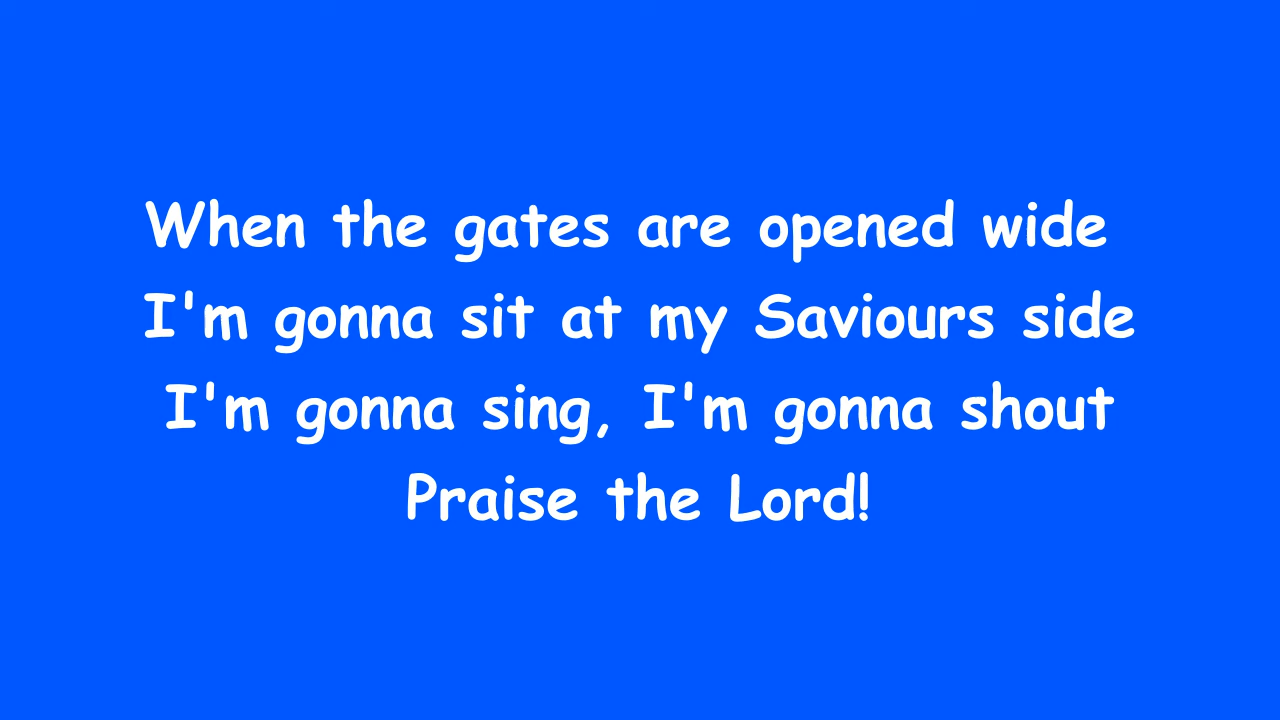 When the gates are opened wide
I'm gonna sit at my Saviours side
I'm gonna sing, I'm gonna shout
Praise the Lord!